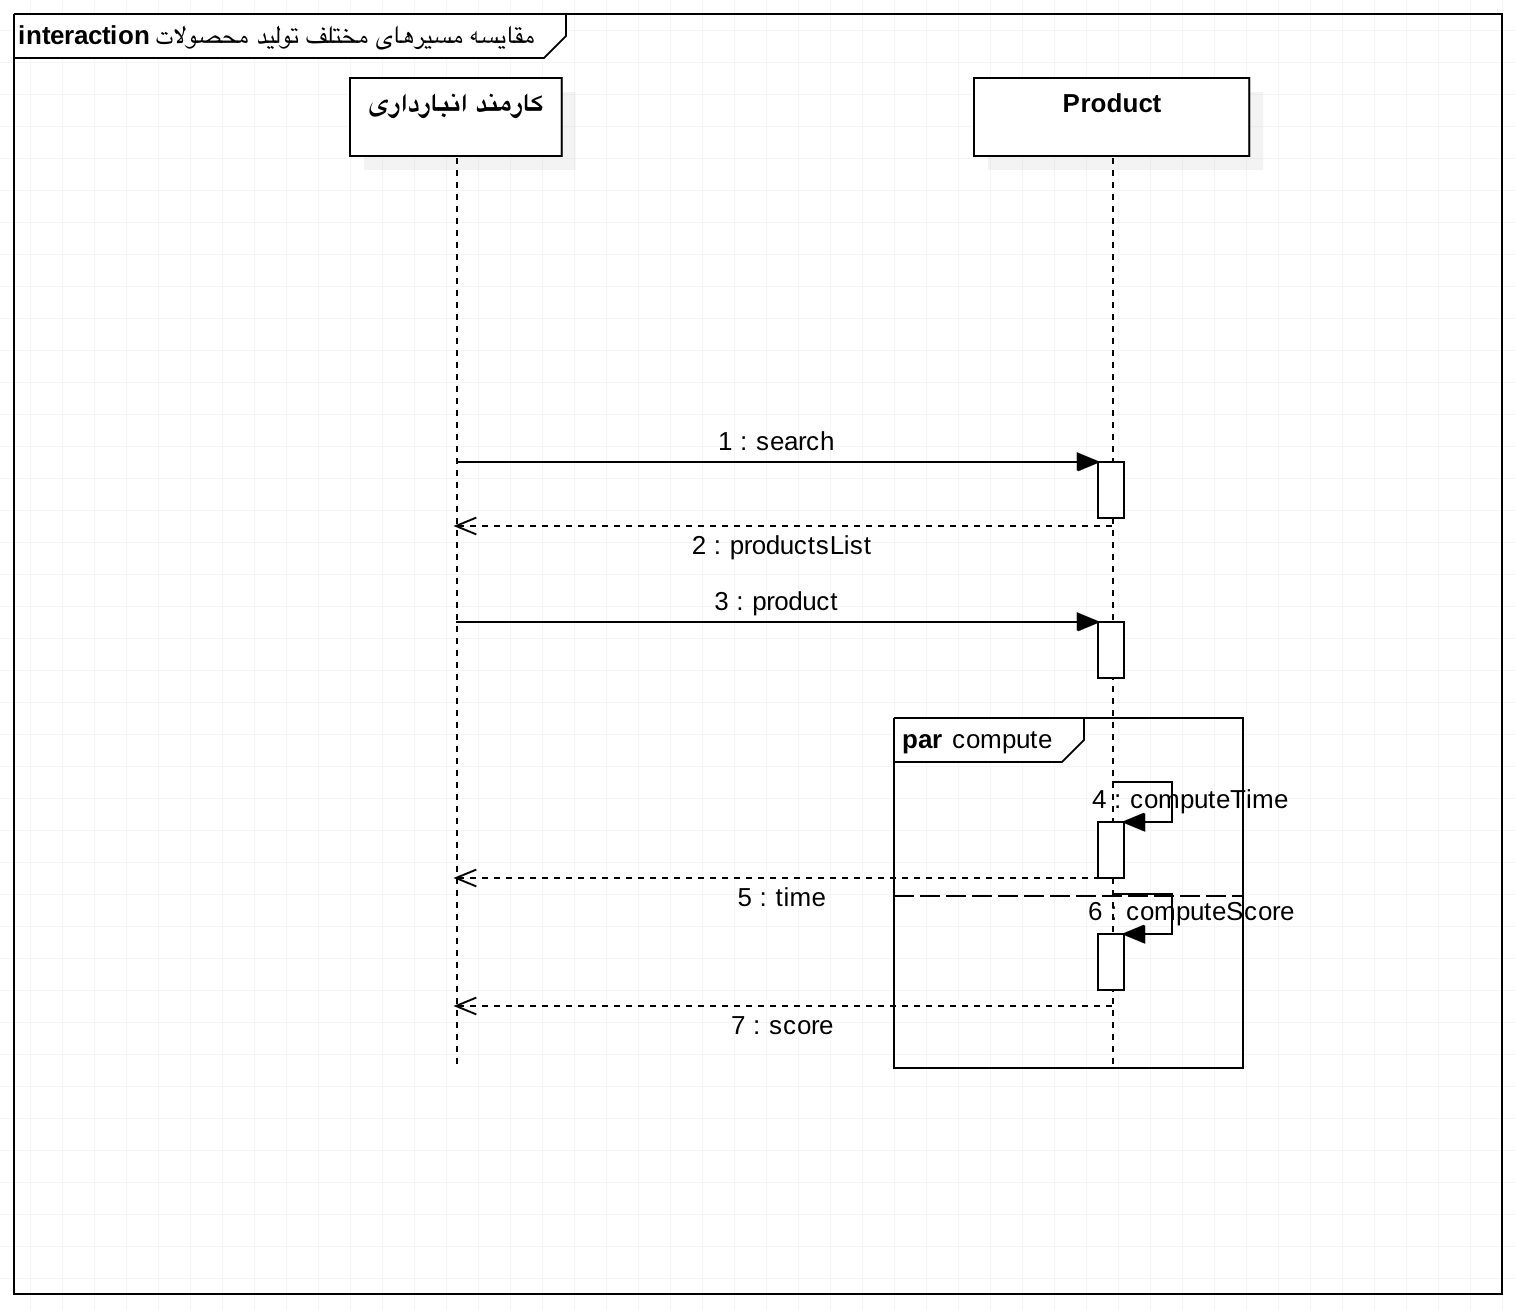 interaction مقایسه مسیرهای مختلف تولید محصولات
کارمند انبارداری
Product
1 : search
2 : productsList
3 : product
par compute
4 : computeTime
5 : time
6 : computeScore
7 : score